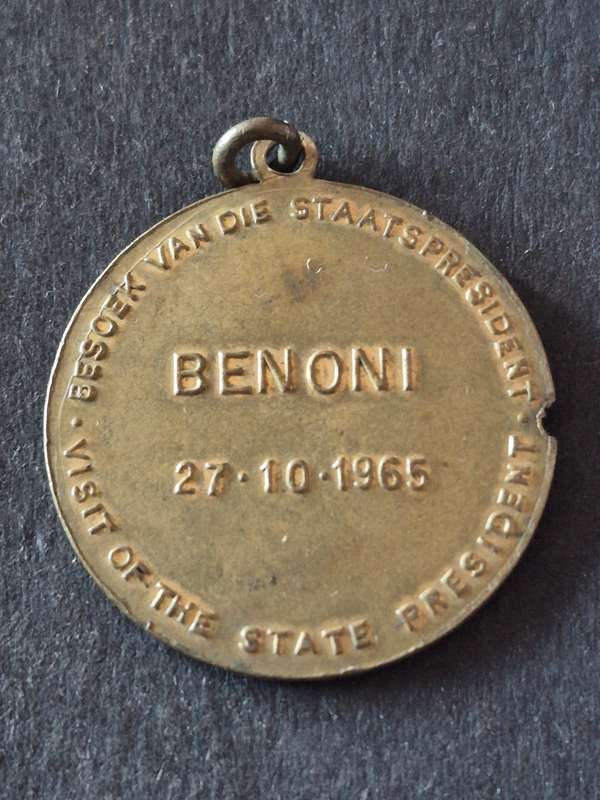 BESOEK VAN DIE STAATSPRESIDENT
BENONI
27·10·1965
· VISIT OF THE STATE PRESIDENT ·